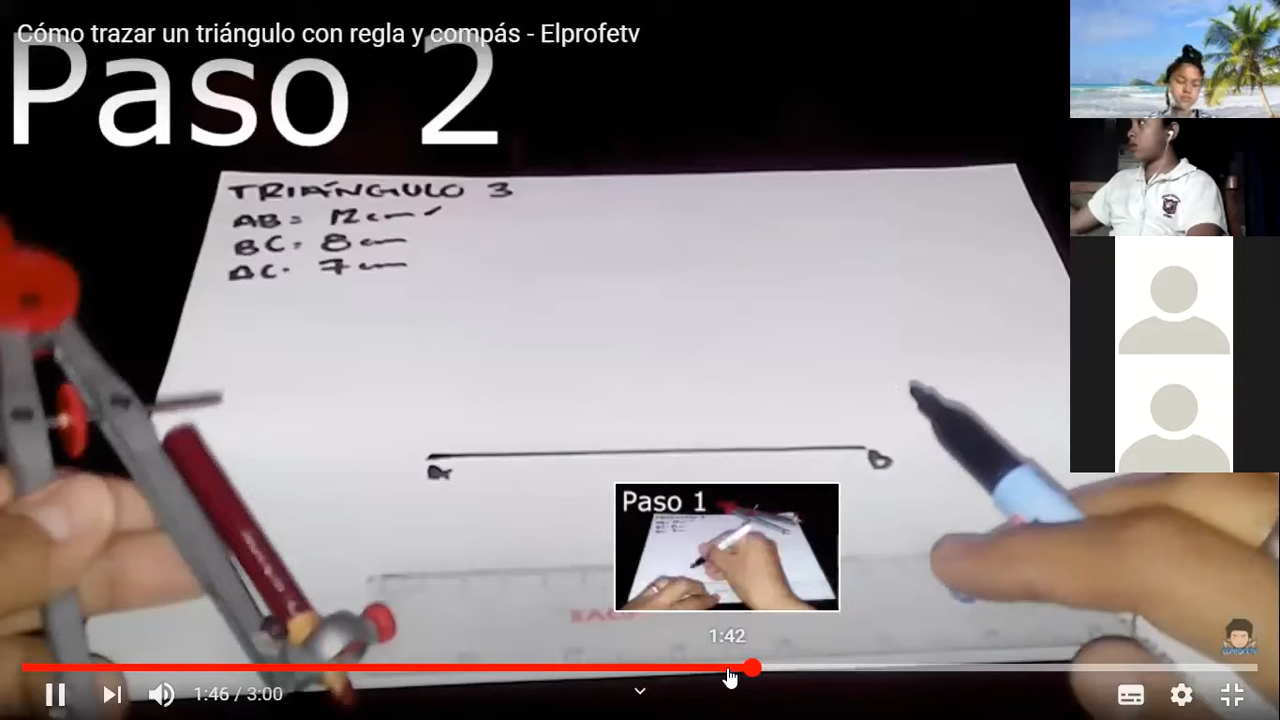 Cómo trazar un triángulo con regla y compás - Elprofetv
Paso 2
TRIÁNGULO 3
AB= 12cm✓
BC= 8cm
AC= 7cm
A
B
Paso 1
1:42
1:46 / 3:00